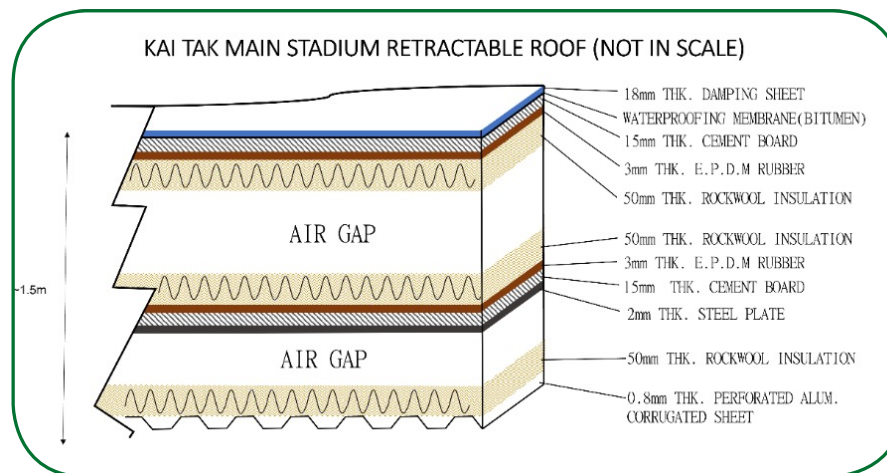 KAI TAK MAIN STADIUM RETRACTABLE ROOF (NOT IN SCALE)
18mm THK. DAMPING SHEET
WATERPROOFING MEMBRANE(BITUMEN)
15mm THK. CEMENT BOARD
3mm THK. E.P.D.M RUBBER
50mm THK. ROCKWOOL INSULATION
AIR GAP
50mm THK. ROCKWOOL INSULATION
3mm THK. E.P.D.M RUBBER
15mm THK. CEMENT BOARD
~1.5m
2mm THK. STEEL PLATE
AIR GAP
50mm THK. ROCKWOOL INSULATION
0.8mm THK. PERFORATED ALUM.
CORRUGATED SHEET